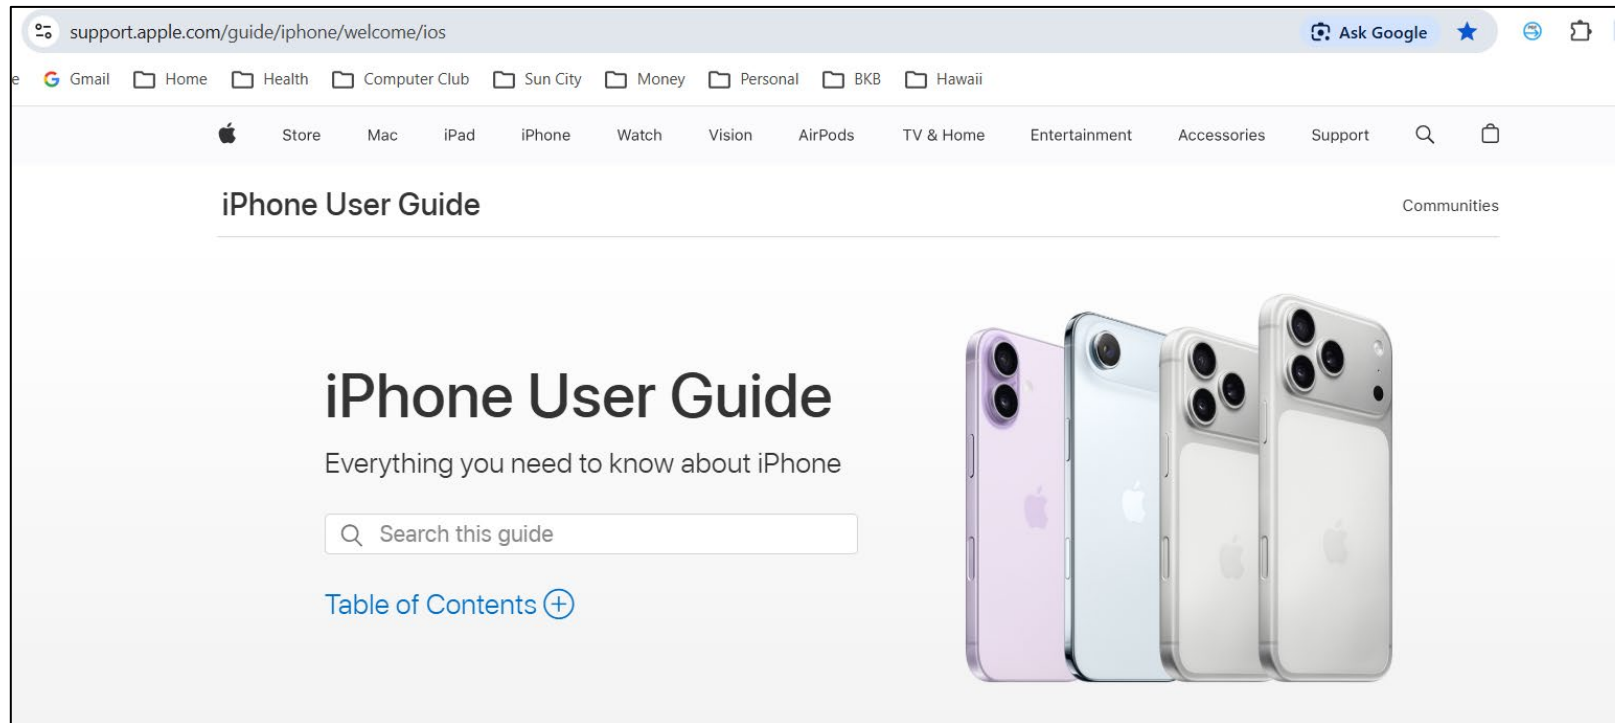 support.apple.com/guide/iphone/welcome/ios Ask Google
e Gmail Home Health Computer Club Sun City Money Personal BKB Hawaii
Store Mac iPad iPhone Watch Vision AirPods TV & Home Entertainment Accessories Support
iPhone User Guide Communities
iPhone User Guide
Everything you need to know about iPhone
Search this guide
Table of Contents